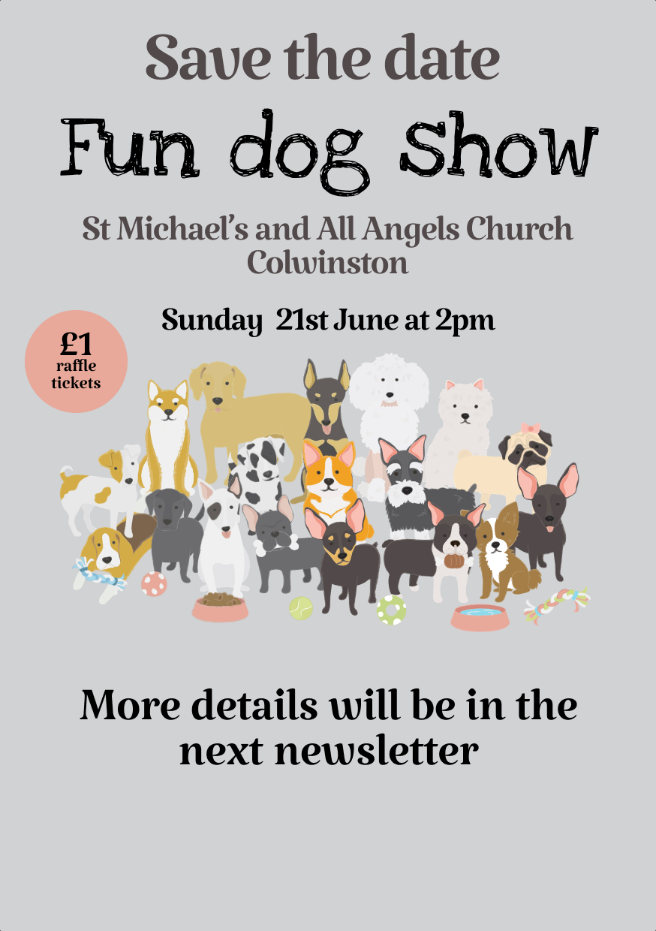 Save the date
Fun dog Show
St Michael's and All Angels Church
Colwinston
Sunday 21st June at 2pm
£1
raffle
tickets
More details will be in the
next newsletter